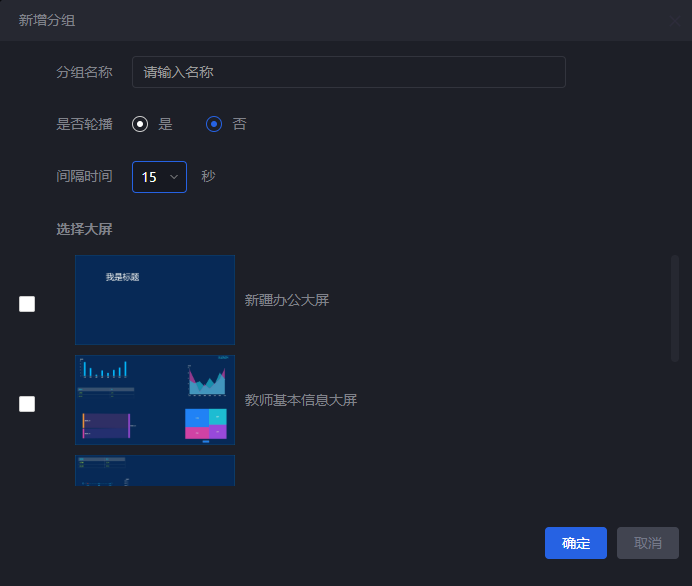 新增分组
分组名称 请输入名称
是否轮播 是 否
间隔时间 15 秒
选择大屏
我是标题
新疆办公大屏
教师基本信息大屏
确定 取消